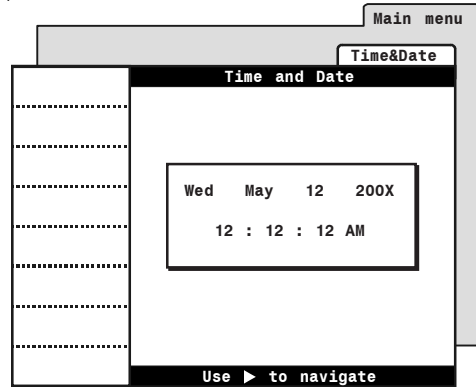 Main menu
Time&Date
Time and Date
Wed May 12 200X
12 : 12 : 12 AM
Use ▶ to navigate